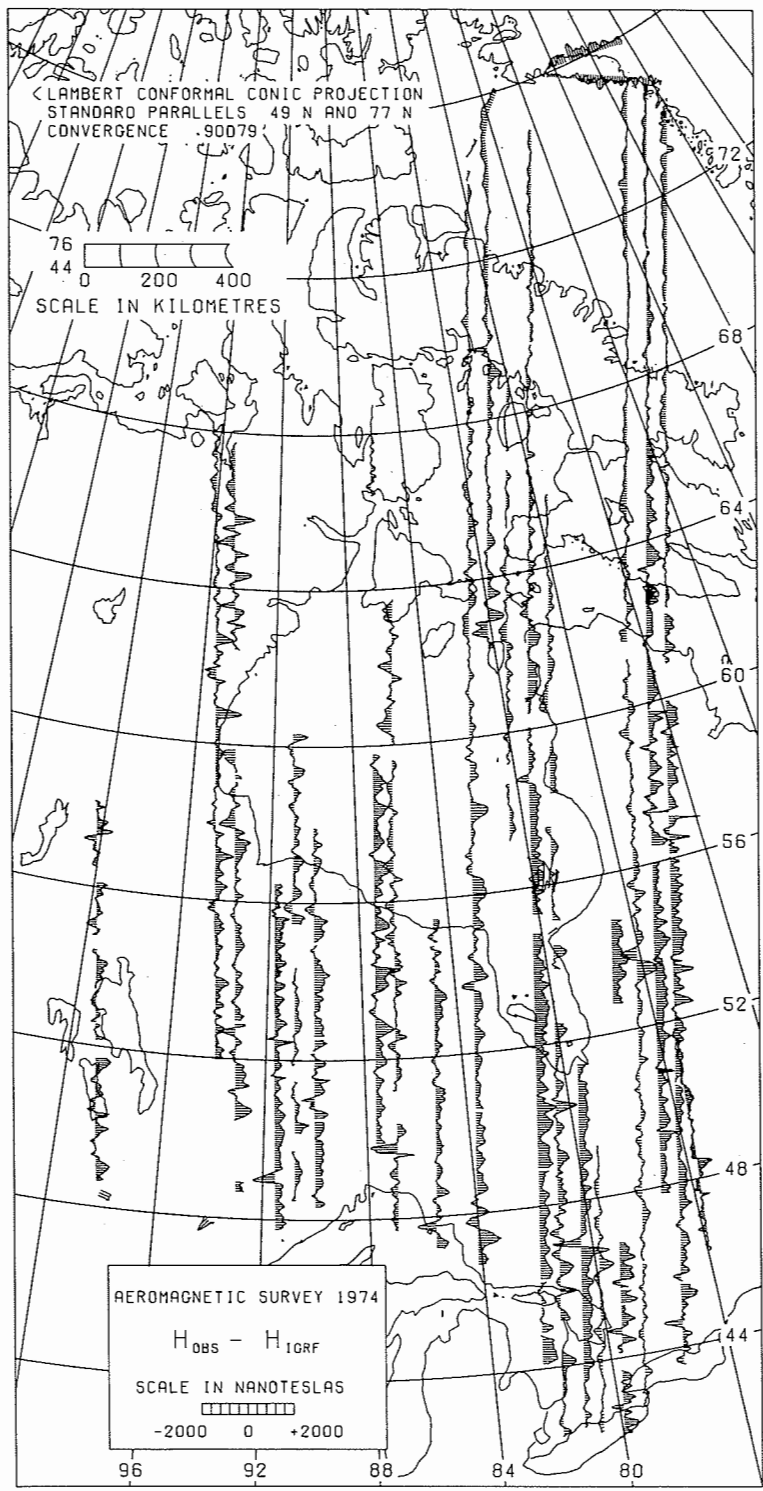 <LAMBERT CONFORMAL CONIC PROJECTION
STANDARD PARALLELS 49 N AND 77 N
CONVERGENCE .90079
72
76
44
0 200 400
SCALE IN KILOMETRES
68
64
60
56
52
48
AEROMAGNETIC SURVEY 1974
HOBS - HIGRF
SCALE IN NANOTESLAS
-2000 0 +2000
44
96 92 88 84 80